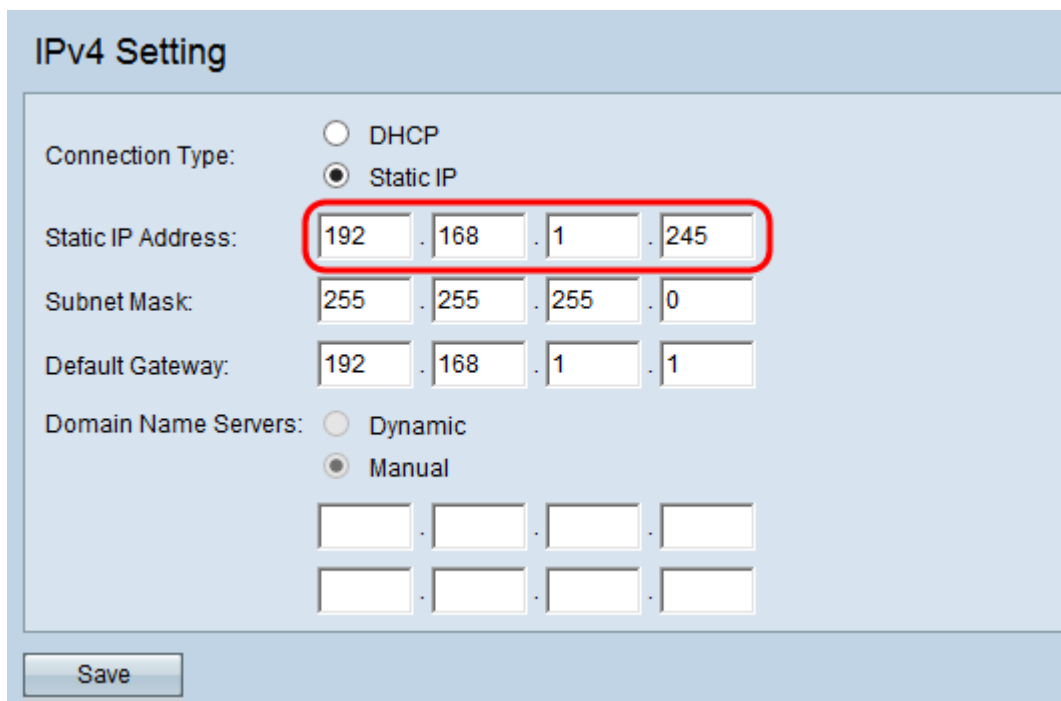 IPv4 Setting
Connection Type:
DHCP
Static IP
Static IP Address: 192 . 168 . 1 . 245
Subnet Mask: 255 . 255 . 255 . 0
Default Gateway: 192 . 168 . 1 . 1
Domain Name Servers: Dynamic
Manual
. . .
. . .
Save